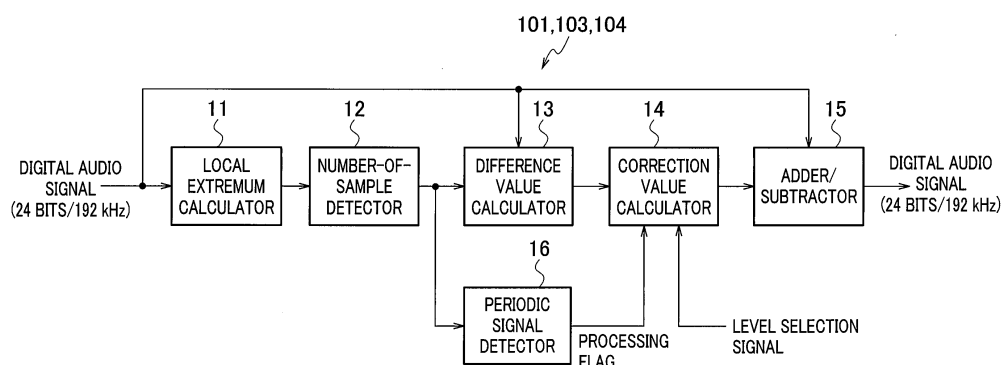 101,103,104
11
12
13
14
15
DIGITAL AUDIO
SIGNAL
(24 BITS/192 kHz)
LOCAL
EXTREMUM
CALCULATOR
NUMBER-OF-
SAMPLE
DETECTOR
DIFFERENCE
VALUE
CALCULATOR
CORRECTION
VALUE
CALCULATOR
ADDER/
SUBTRACTOR
DIGITAL AUDIO
SIGNAL
(24 BITS/192 kHz)
16
PERIODIC
SIGNAL
DETECTOR
PROCESSING
FLAG
LEVEL SELECTION
SIGNAL